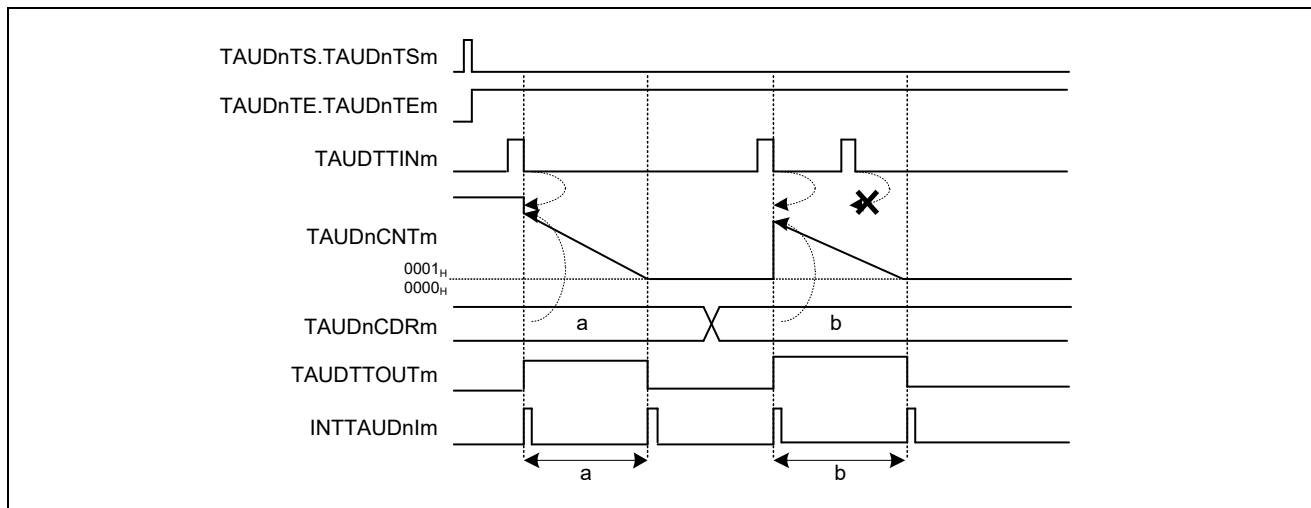 TAUDnTS.TAUDnTSm
TAUDnTE.TAUDnTEm
TAUDTTINm
TAUDnCNTm
0001H
0000H
TAUDnCDRm
a
b
TAUDTTOUTm
INTTAUDnIm
a
b